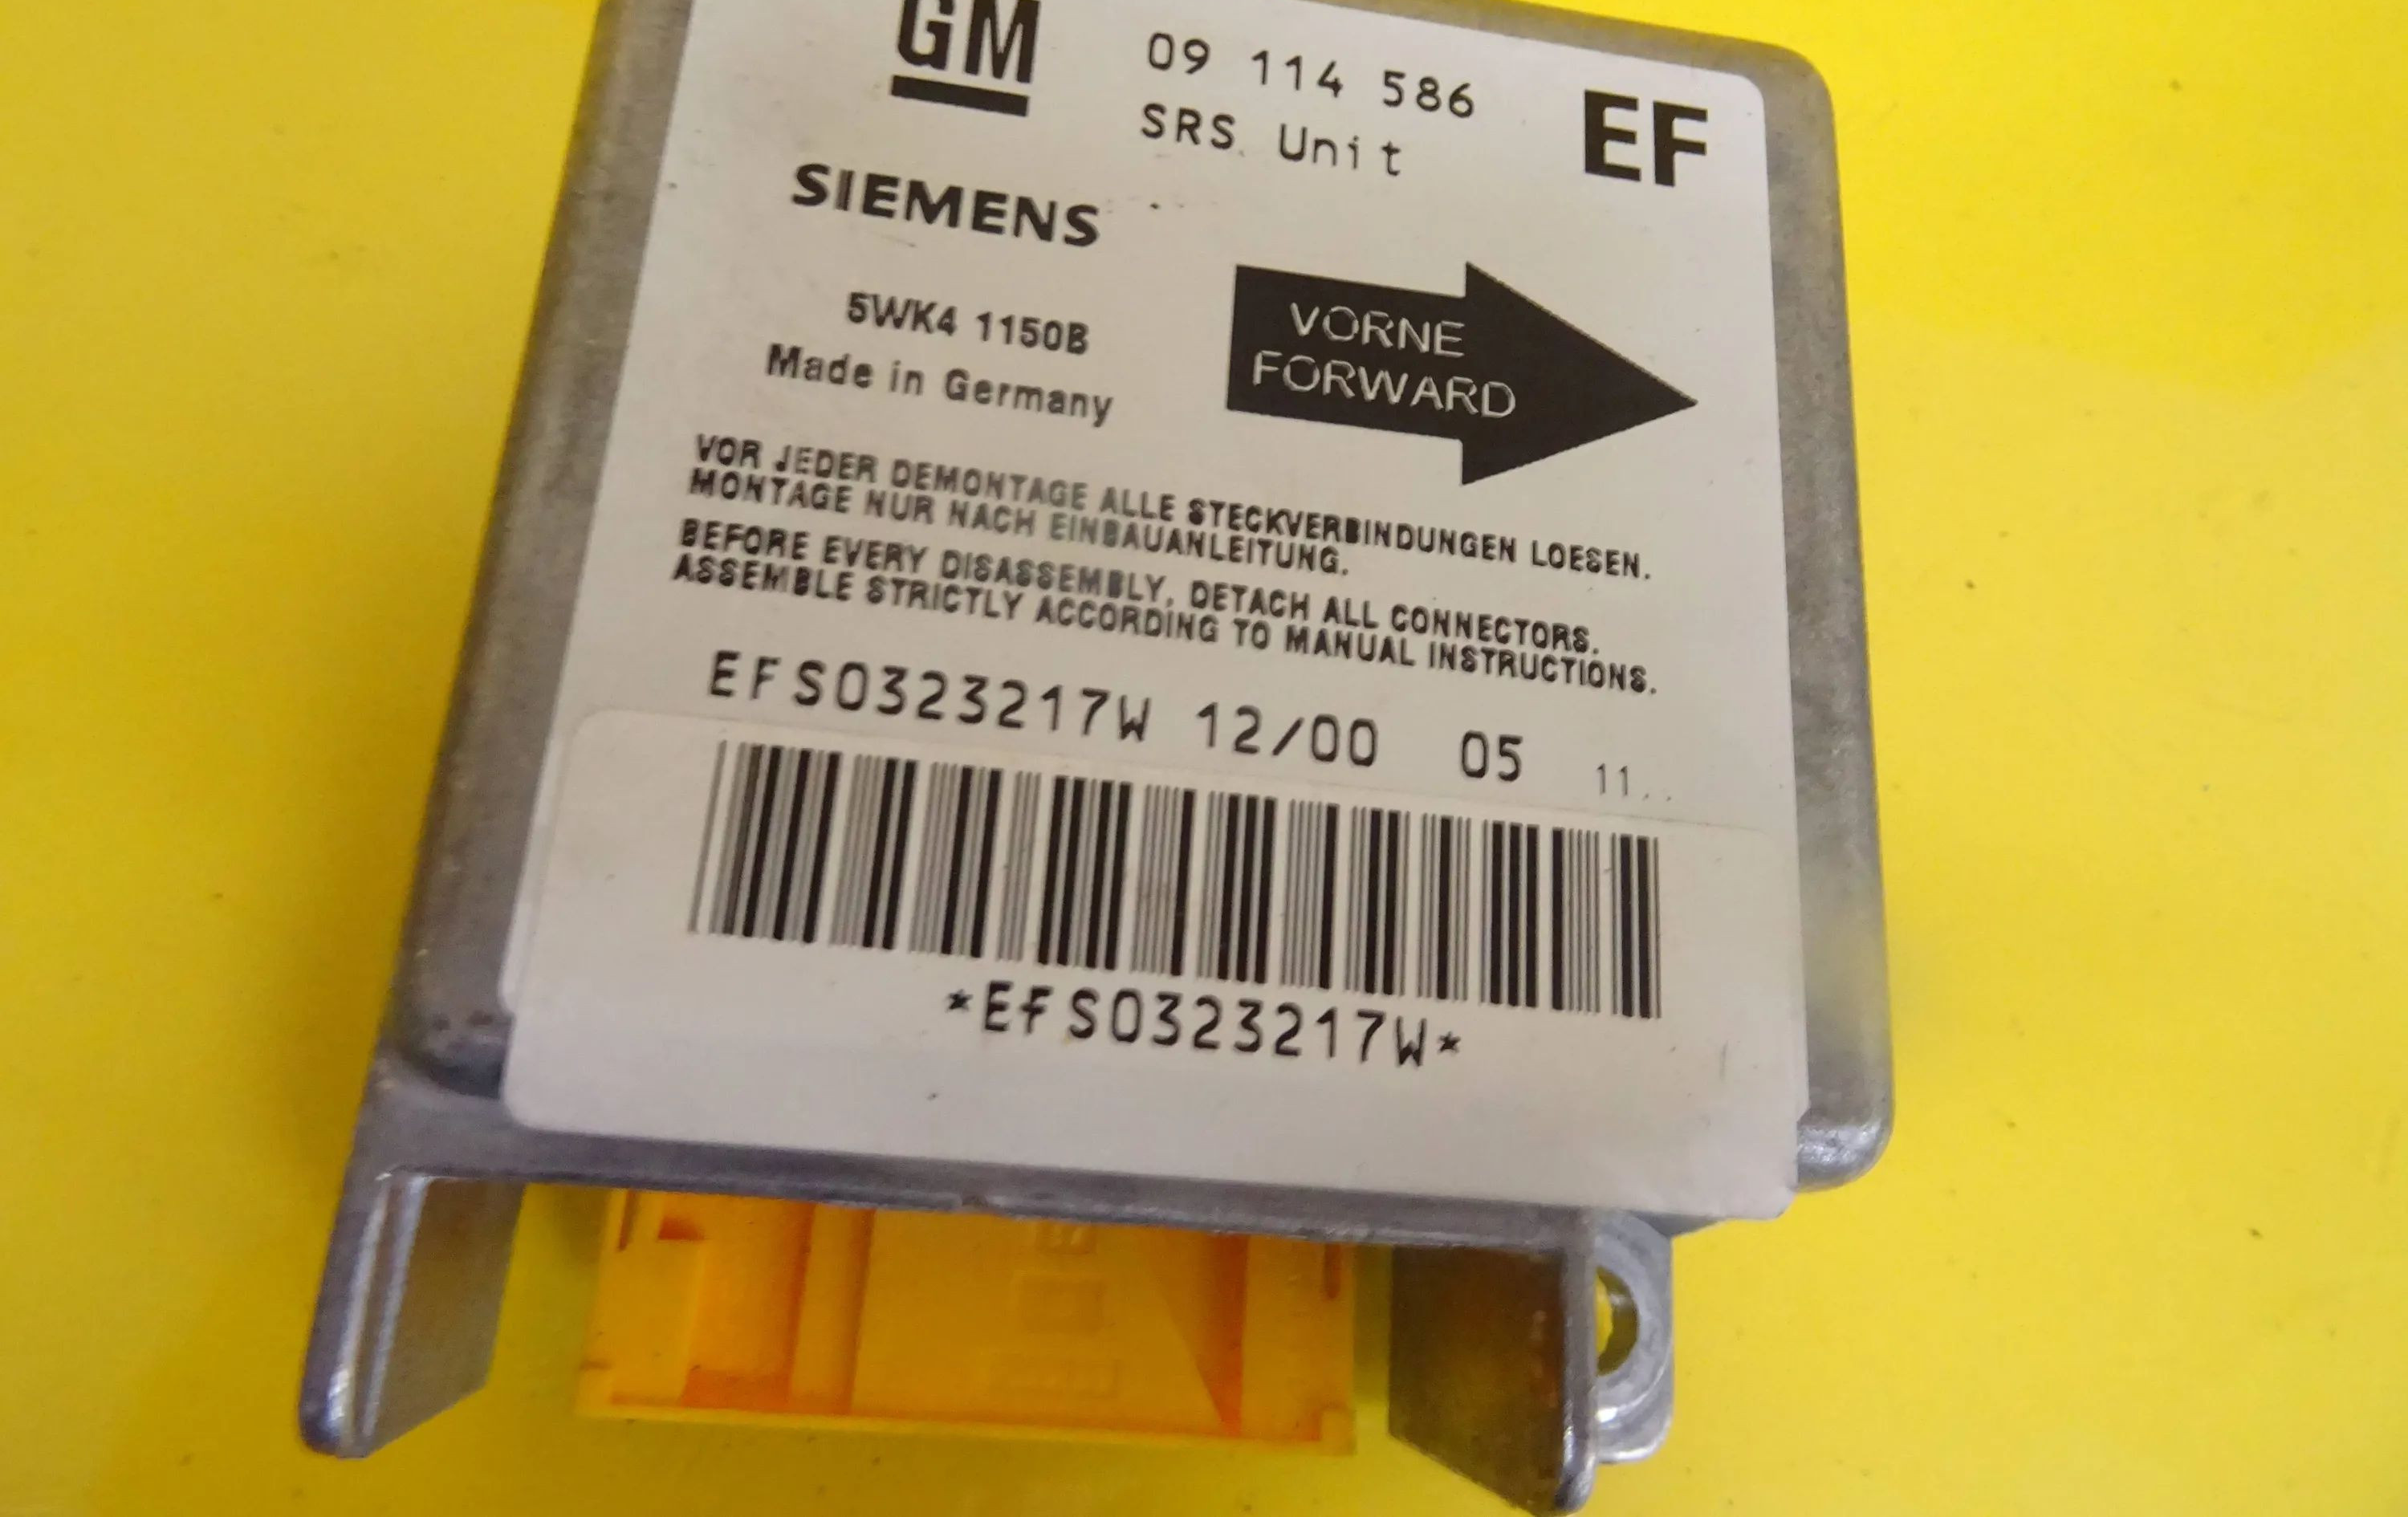 GM
09 114 586
EF
SRS Unit
SIEMENS
5WK4 1150B
Made in Germany
VORNE
FORWARD
VOR JEDER DEMONTAGE ALLE STECKVERBINDUNGEN LOESEN.
MONTAGE NUR NACH EINBAUANLEITUNG.
BEFORE EVERY DISASSEMBLY, DETACH ALL CONNECTORS.
ASSEMBLE STRICTLY ACCORDING TO MANUAL INSTRUCTIONS.
EFS0323217W 12/00 05 11..
*EFS0323217W*